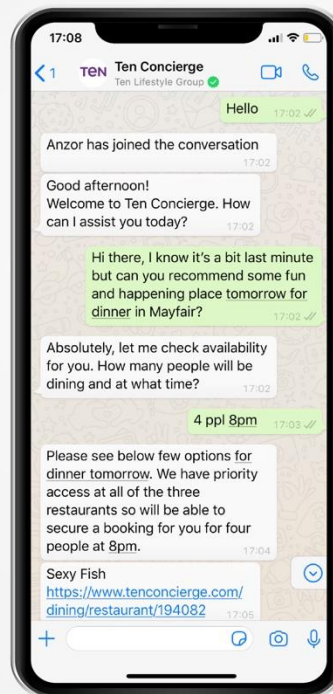 17:08
1
TEN
Ten Concierge
Ten Lifestyle Group
Hello
17:02
Anzor has joined the conversation
17:02
Good afternoon!
Welcome to Ten Concierge. How
can I assist you today?
17:02
Hi there, I know it's a bit last minute
but can you recommend some fun
and happening place tomorrow for
dinner in Mayfair?
17:02
Absolutely, let me check availability
for you. How many people will be
dining and at what time?
17:02
4 ppl 8pm
17:03
Please see below few options for
dinner tomorrow. We have priority
access at all of the three
restaurants so will be able to
secure a booking for you for four
people at 8pm.
17:04
Sexy Fish
https://www.tenconcierge.com/
dining/restaurant/194082
17:05